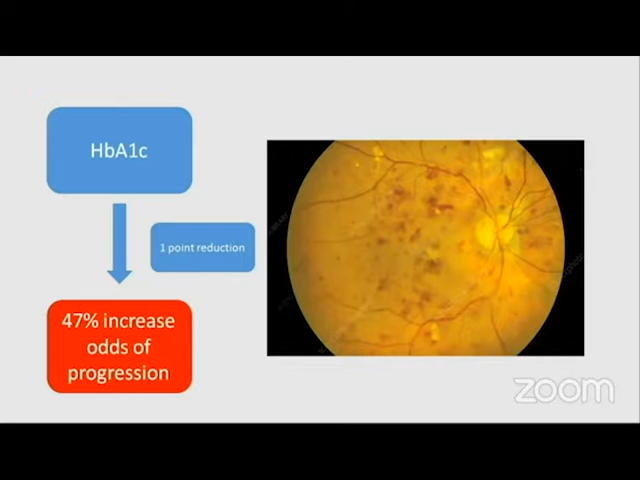 HbA1c
1 point reduction
47% increase
odds of
progression
zoom